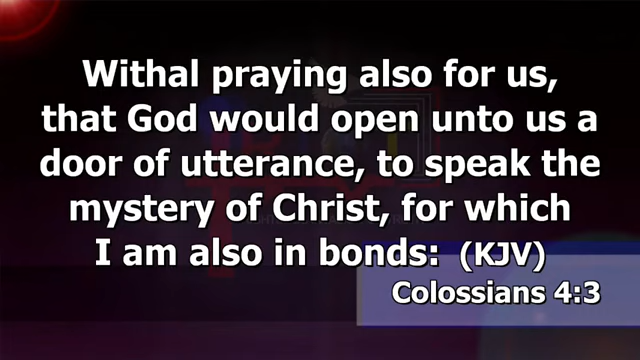 Withal praying also for us,
that God would open unto us a
door of utterance, to speak the
mystery of Christ, for which
I am also in bonds: (KJV)
Colossians 4:3